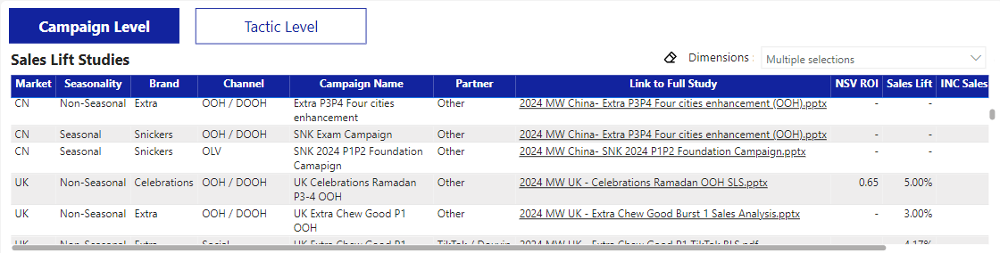 Campaign Level Tactic Level
Sales Lift Studies Dimensions : Multiple selections
Market Seasonality Brand Channel Campaign Name Partner Link to Full Study NSV ROI Sales Lift INC Sales
CN Non-Seasonal Extra OOH / DOOH Extra P3P4 Four cities Other 2024 MW China- Extra P3P4 Four cities enhancement (OOH).pptx - -
enhancement
CN Seasonal Snickers OOH / DOOH SNK Exam Campaign Other 2024 MW China- Extra P3P4 Four cities enhancement (OOH).pptx - -
CN Seasonal Snickers OLV SNK 2024 P1P2 Foundation Other 2024 MW China- SNK 2024 P1P2 Foundation Campaign.pptx - -
Camapign
UK Non-Seasonal Celebrations OOH / DOOH UK Celebrations Ramadan Other 2024 MW UK - Celebrations Ramadan OOH SLS.pptx 0.65 5.00%
P3-4 OOH
UK Non-Seasonal Extra OOH / DOOH UK Extra Chew Good P1 Other 2024 MW UK - Extra Chew Good Burst 1 Sales Analysis.pptx - 3.00%
OOH
UK Non-Seasonal Extra Social UK Extra Chew Good P1 TikTok / Douyin 2024 MW UK - Extra Chew Good P1 TikTok BLS.pdf - 4.17%